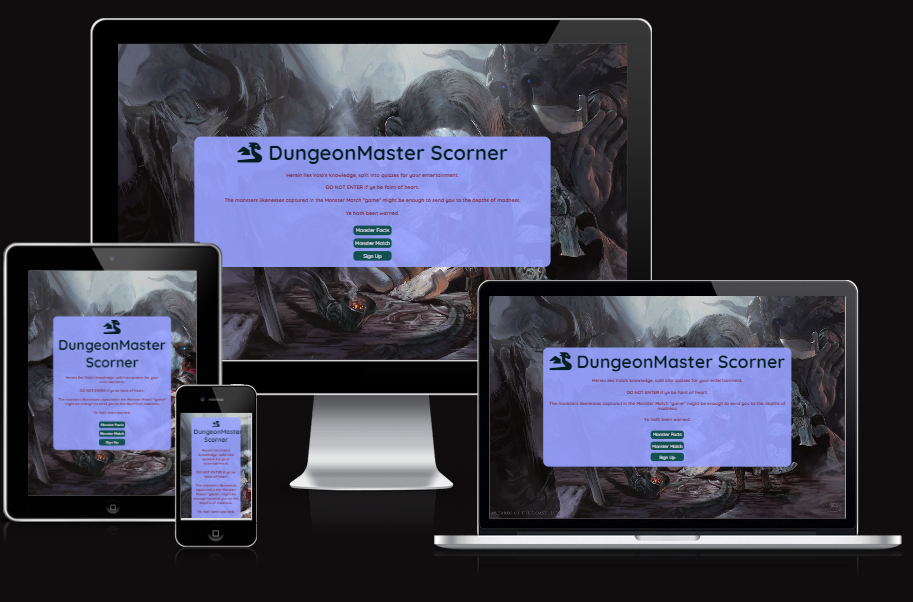 DungeonMaster Scorner
Herein lies Volo's knowledge, split into quizzes for your entertainment.
DO NOT ENTER if ye be faint of heart.
The monsters likenesses captured in the Monster Match "game" might be enough to send you to the depths of madness.
Ye hath been warned.
Monster Facts
Monster Match
Sign Up
DungeonMaster
Scorner
Herein lies Volo's knowledge, split into quizzes for your
entertainment.
DO NOT ENTER if ye be faint of heart.
The monsters likenesses captured in the Monster Match "game"
might be enough to send you to the depths of madness.
Ye hath been warned.
Monster Facts
Monster Match
Sign Up
DungeonMaster
Scorner
Herein lies Volo's
knowledge, split into
quizzes for your
entertainment.
DO NOT ENTER if ye be
faint of heart.
The monsters likenesses
captured in the Monster
Match "game" might be
enough to send you to the
depths of madness.
Ye hath been warned.
DungeonMaster Scorner
Herein lies Volo's knowledge, split into quizzes for your entertainment.
DO NOT ENTER if ye be faint of heart.
The monsters likenesses captured in the Monster Match "game" might be enough to send you to the depths of
madness.
Ye hath been warned.
Monster Facts
Monster Match
Sign Up